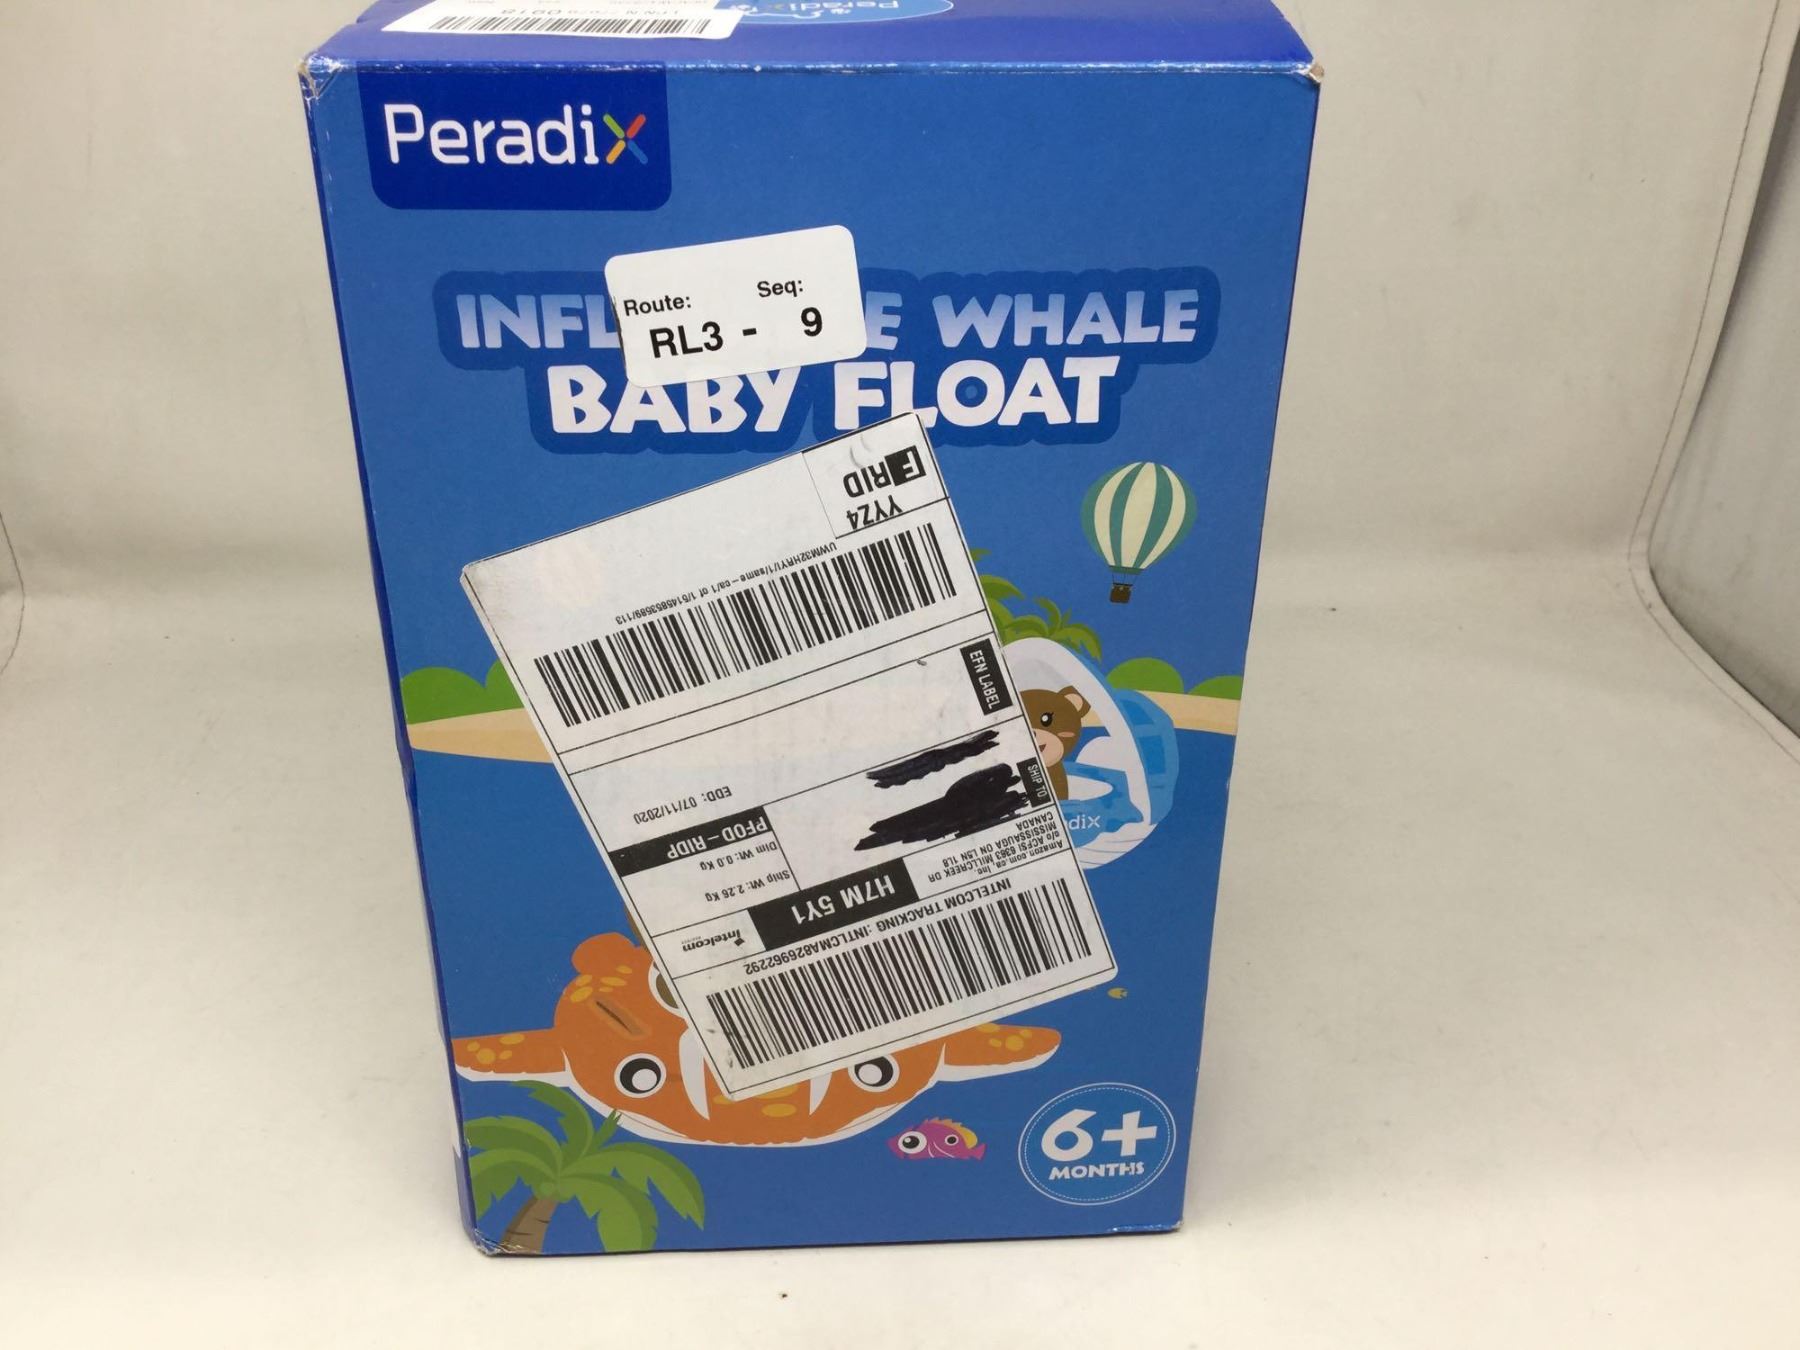 Peradix
Peradix
INFL E WHALE
BABY FLOAT
Route: Seq:
RL3 - 9
F RID
YYZ4
EFN LABEL
SHIP TO
EDD: 07/11/2020
PFOD-RIDP
Dim Wt: 0.0 Kg
Ship Wt: 2.26 Kg
Amazon.com.ca, Inc.
c/o ACFSI 8363 MILLCREEK DR
MISSISSAUGA ON L5N 1L8
CANADA
H7M 5Y1
intelcom
INTELCOM TRACKING :INTLCMA826962292
dix
6+
MONTHS